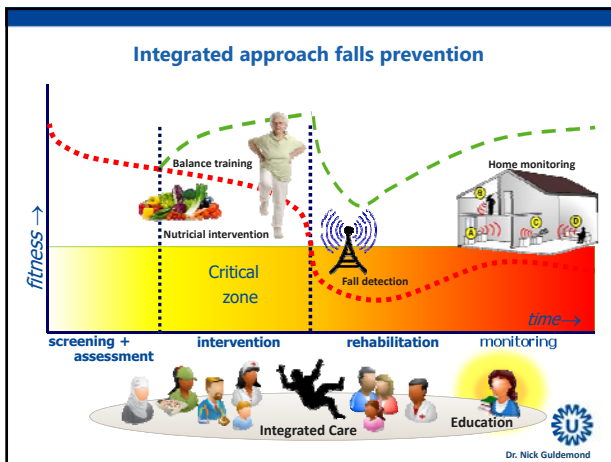 Integrated approach falls prevention
Balance training
Home monitoring
B
A
C
D
Nutricial intervention
fitness →
Critical
zone
Fall detection
time→
screening +
assessment
intervention
rehabilitation
monitoring
Integrated Care
Education
U
Dr. Nick Guldemond